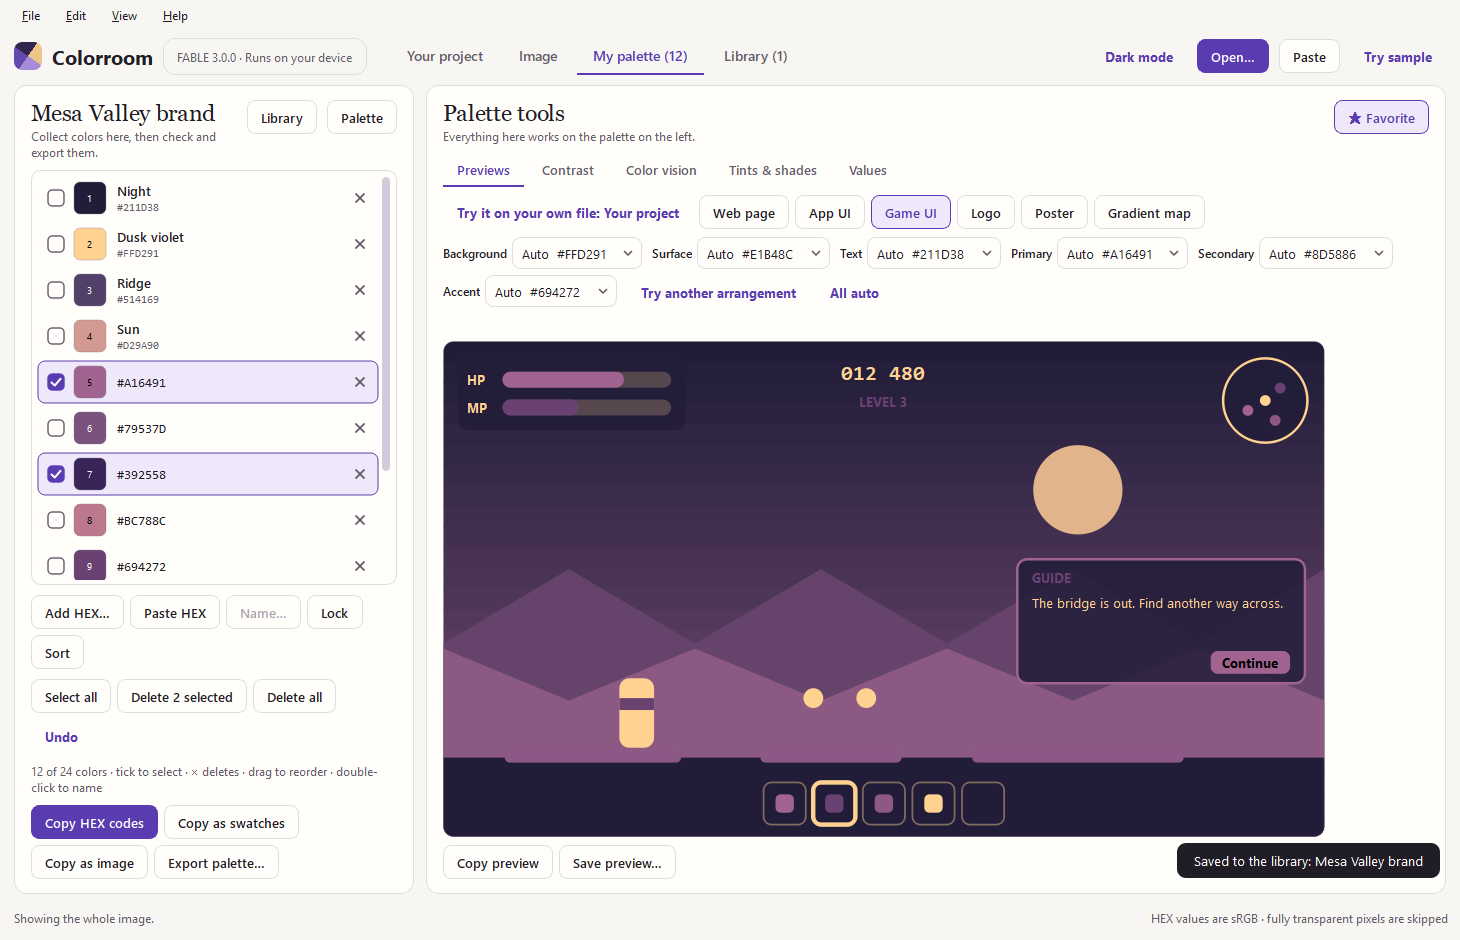 File Edit View Help
Colorroom
FABLE 3.0.0 · Runs on your device
Your project Image My palette (12) Library (1)
Dark mode Open... Paste Try sample
Mesa Valley brand
Library Palette
Collect colors here, then check and
export them.
1 Night
#211D38
2 Dusk violet
#FFD291
3 Ridge
#514169
4 Sun
#D29A90
5 #A16491
6 #79537D
7 #392558
8 #BC788C
9 #694272
Add HEX... Paste HEX Name... Lock
Sort
Select all Delete 2 selected Delete all
Undo
12 of 24 colors · tick to select · × deletes · drag to reorder · double-
click to name
Copy HEX codes Copy as swatches
Copy as image Export palette...
Palette tools
Favorite
Everything here works on the palette on the left.
Previews Contrast Color vision Tints & shades Values
Try it on your own file: Your project Web page App UI Game UI Logo Poster Gradient map
Background Auto #FFD291 Surface Auto #E1B48C Text Auto #211D38 Primary Auto #A16491 Secondary Auto #8D5886
Accent Auto #694272 Try another arrangement All auto
HP
MP
012 480
LEVEL 3
GUIDE
The bridge is out. Find another way across.
Continue
Copy preview Save preview...
Saved to the library: Mesa Valley brand
Showing the whole image.
HEX values are sRGB · fully transparent pixels are skipped